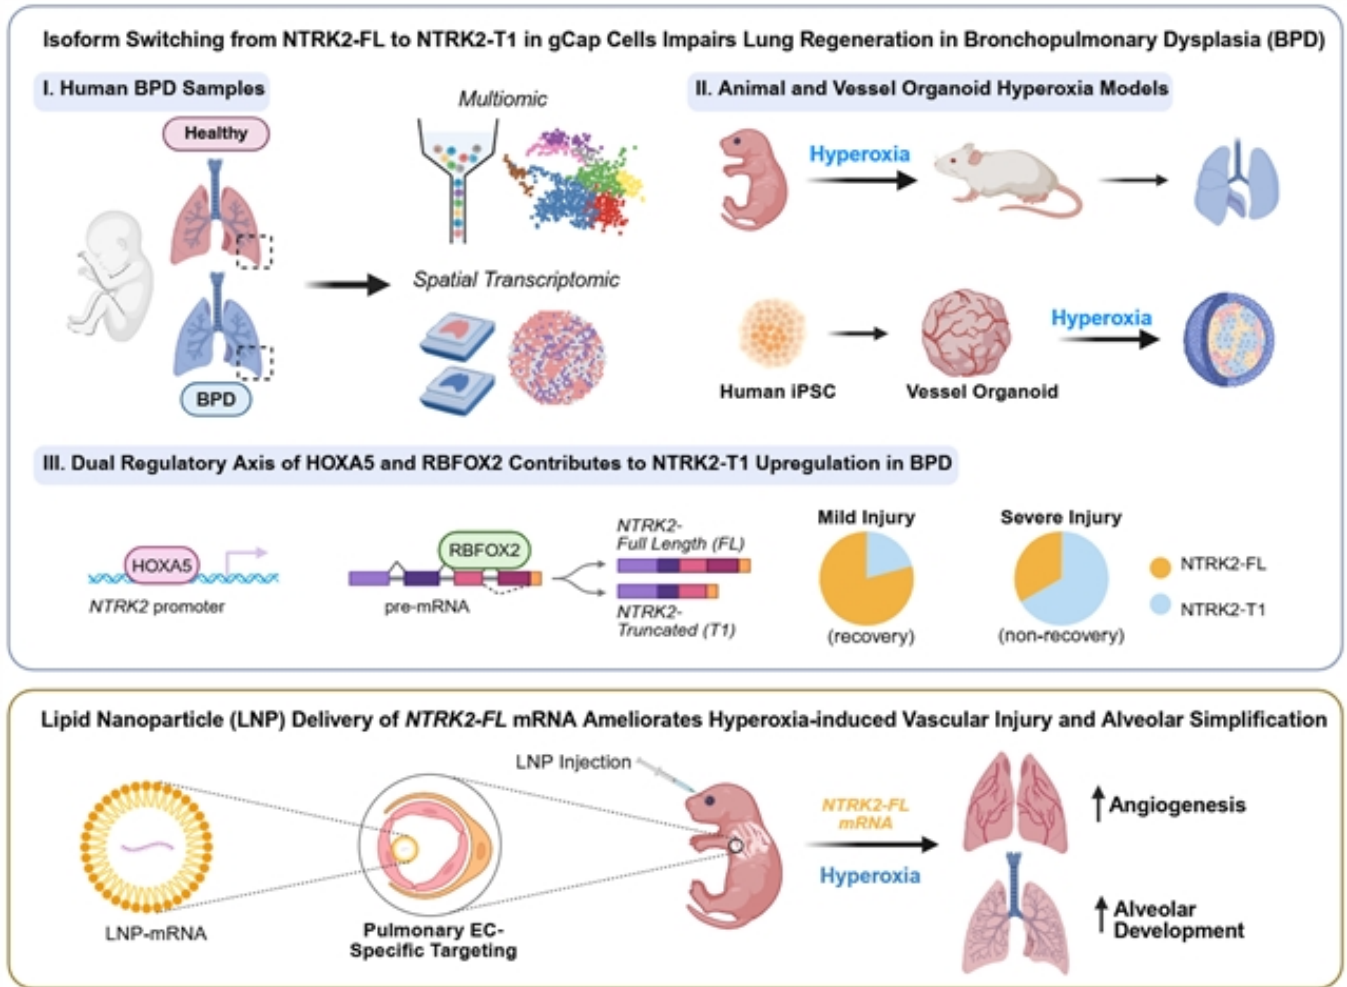 Isoform Switching from NTRK2-FL to NTRK2-T1 in gCap Cells Impairs Lung Regeneration in Bronchopulmonary Dysplasia (BPD)
I. Human BPD Samples
Healthy
BPD
Multiomic
Spatial Transcriptomic
II. Animal and Vessel Organoid Hyperoxia Models
Hyperoxia
Human iPSC
Vessel Organoid
Hyperoxia
III. Dual Regulatory Axis of HOXA5 and RBFOX2 Contributes to NTRK2-T1 Upregulation in BPD
HOXA5
NTRK2 promoter
RBFOX2
pre-mRNA
NTRK2-
Full Length (FL)
NTRK2-
Truncated (T1)
Mild Injury
(recovery)
Severe Injury
(non-recovery)
NTRK2-FL
NTRK2-T1
Lipid Nanoparticle (LNP) Delivery of NTRK2-FL mRNA Ameliorates Hyperoxia-induced Vascular Injury and Alveolar Simplification
LNP-mRNA
Pulmonary EC-
Specific Targeting
LNP Injection
NTRK2-FL
mRNA
Hyperoxia
Angiogenesis
Alveolar
Development